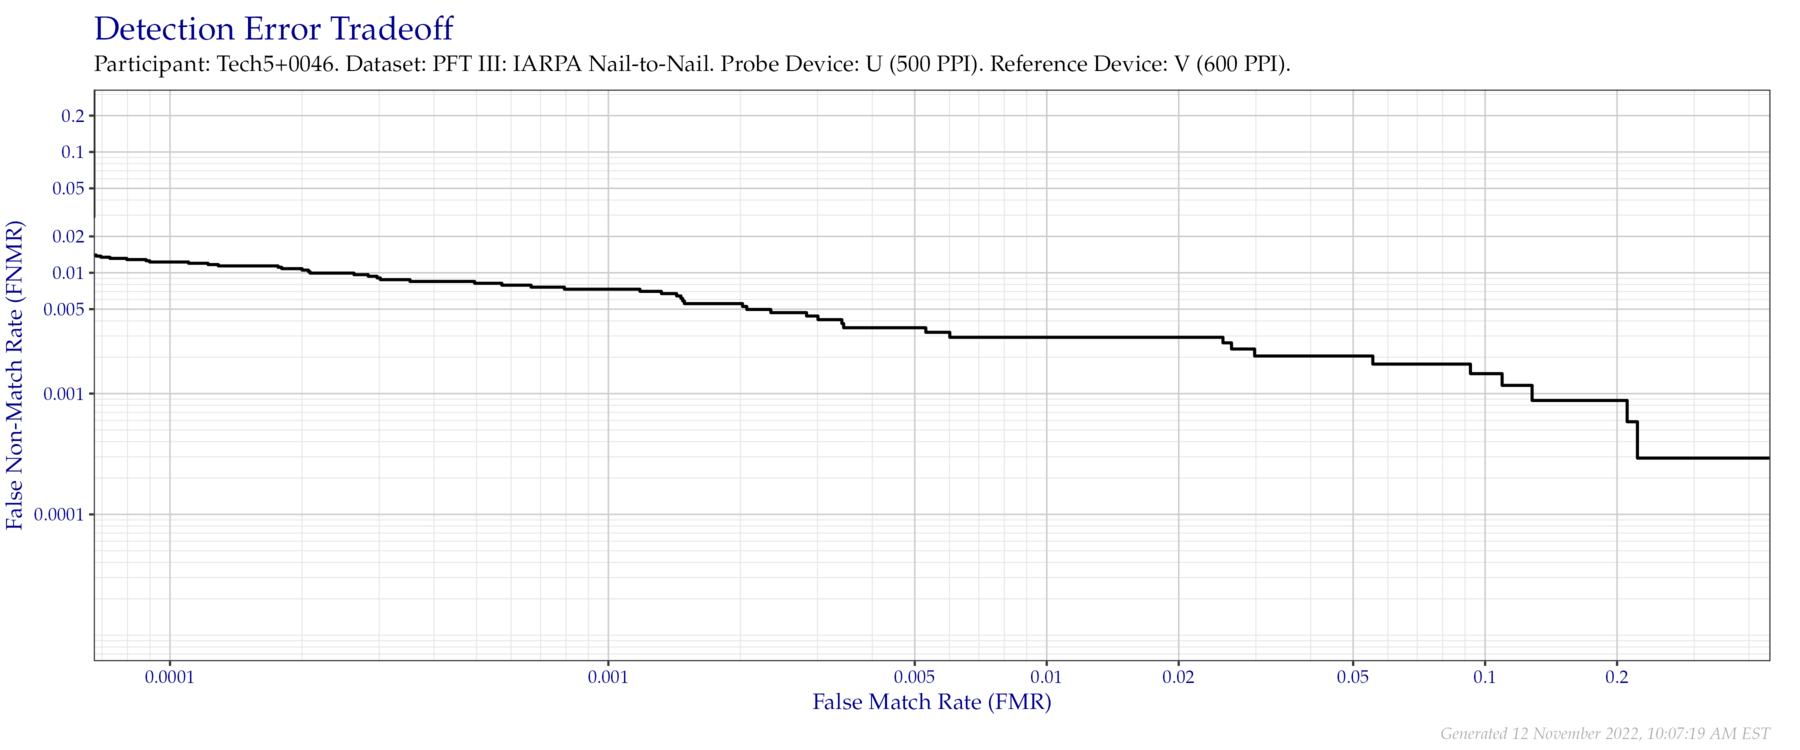 Detection Error Tradeoff
Participant: Tech5+0046. Dataset: PFT III: IARPA Nail-to-Nail. Probe Device: U (500 PPI). Reference Device: V (600 PPI).
False Non-Match Rate (FNMR)
0.2
0.1
0.05
0.02
0.01
0.005
0.001
0.0001
0.0001 0.001 0.005 0.01 0.02 0.05 0.1 0.2
False Match Rate (FMR)
Generated 12 November 2022, 10:07:19 AM EST